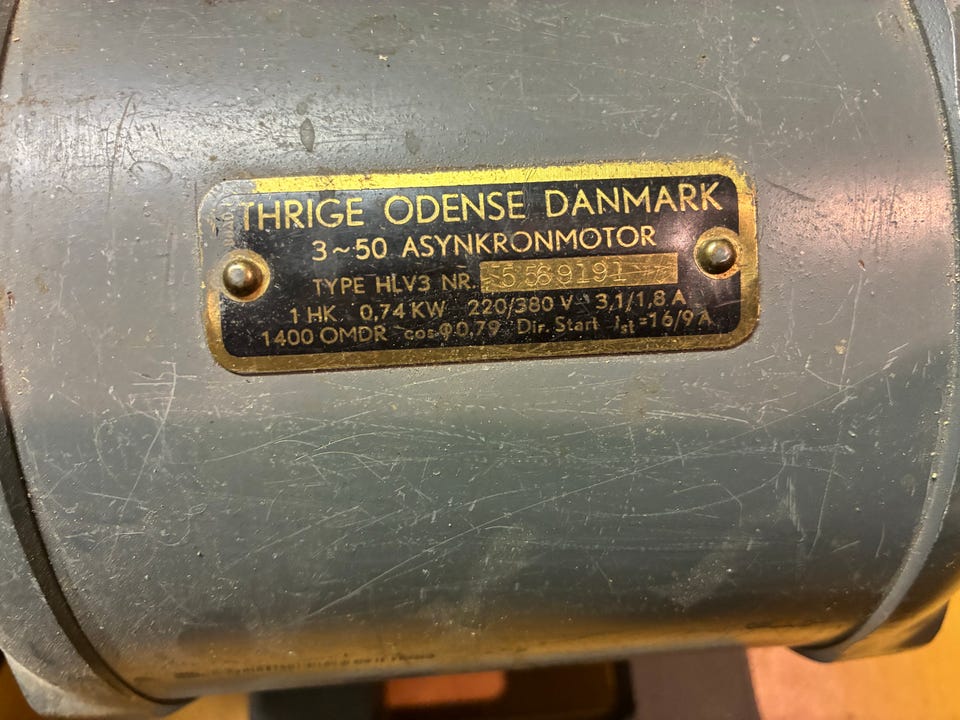 THRIGE ODENSE DANMARK
3~50 ASYNKRONMOTOR
TYPE HLV3 NR. 5569191
1 HK 0,74 KW 220/380 V 3,1/1,8 A
1400 OMDR cos φ 0,79 Dir. Start Ist=16/9 A